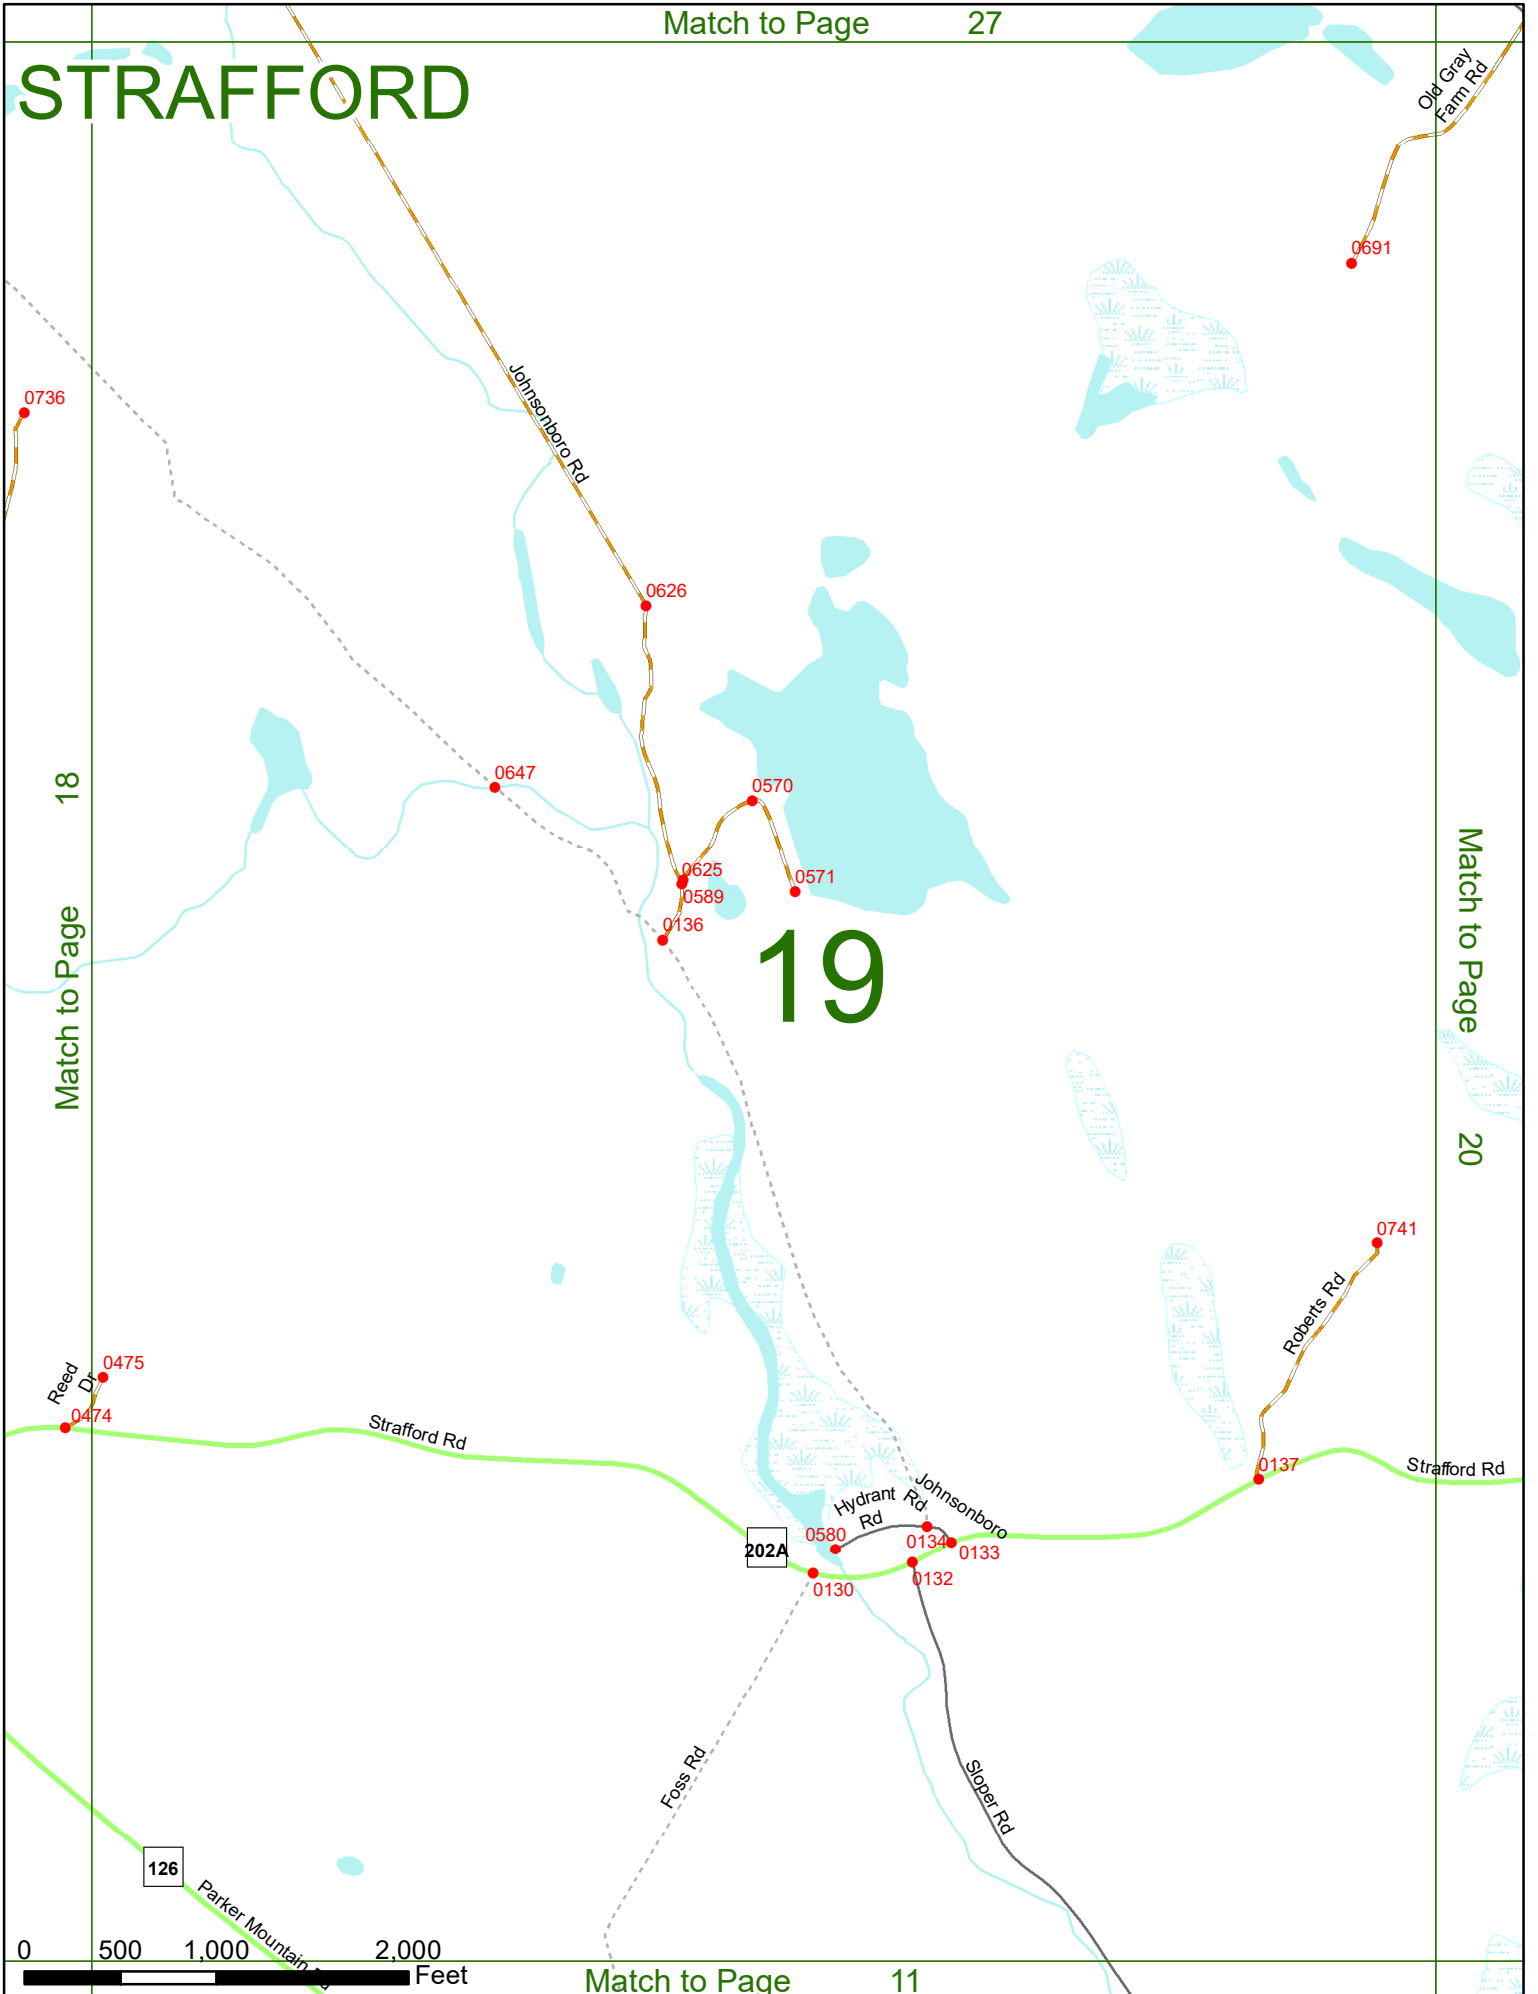 Match to Page 27
STRAFFORD
Old Gray
Farm Rd
0691
Johnsonboro Rd
0736
0626
0647
0570
0625
0571
0589
0136
19
Match to Page 18
Match to Page 20
0741
Roberts Rd
Reed
Dr
0475
0474
Strafford Rd
0137
Strafford Rd
Johnsonboro
Rd
Hydrant
Rd
0580
0134
0133
202A
0132
0130
Foss Rd
Sloper Rd
126
Parker Mountain Rd
0 500 1,000 2,000
Feet
Match to Page 11